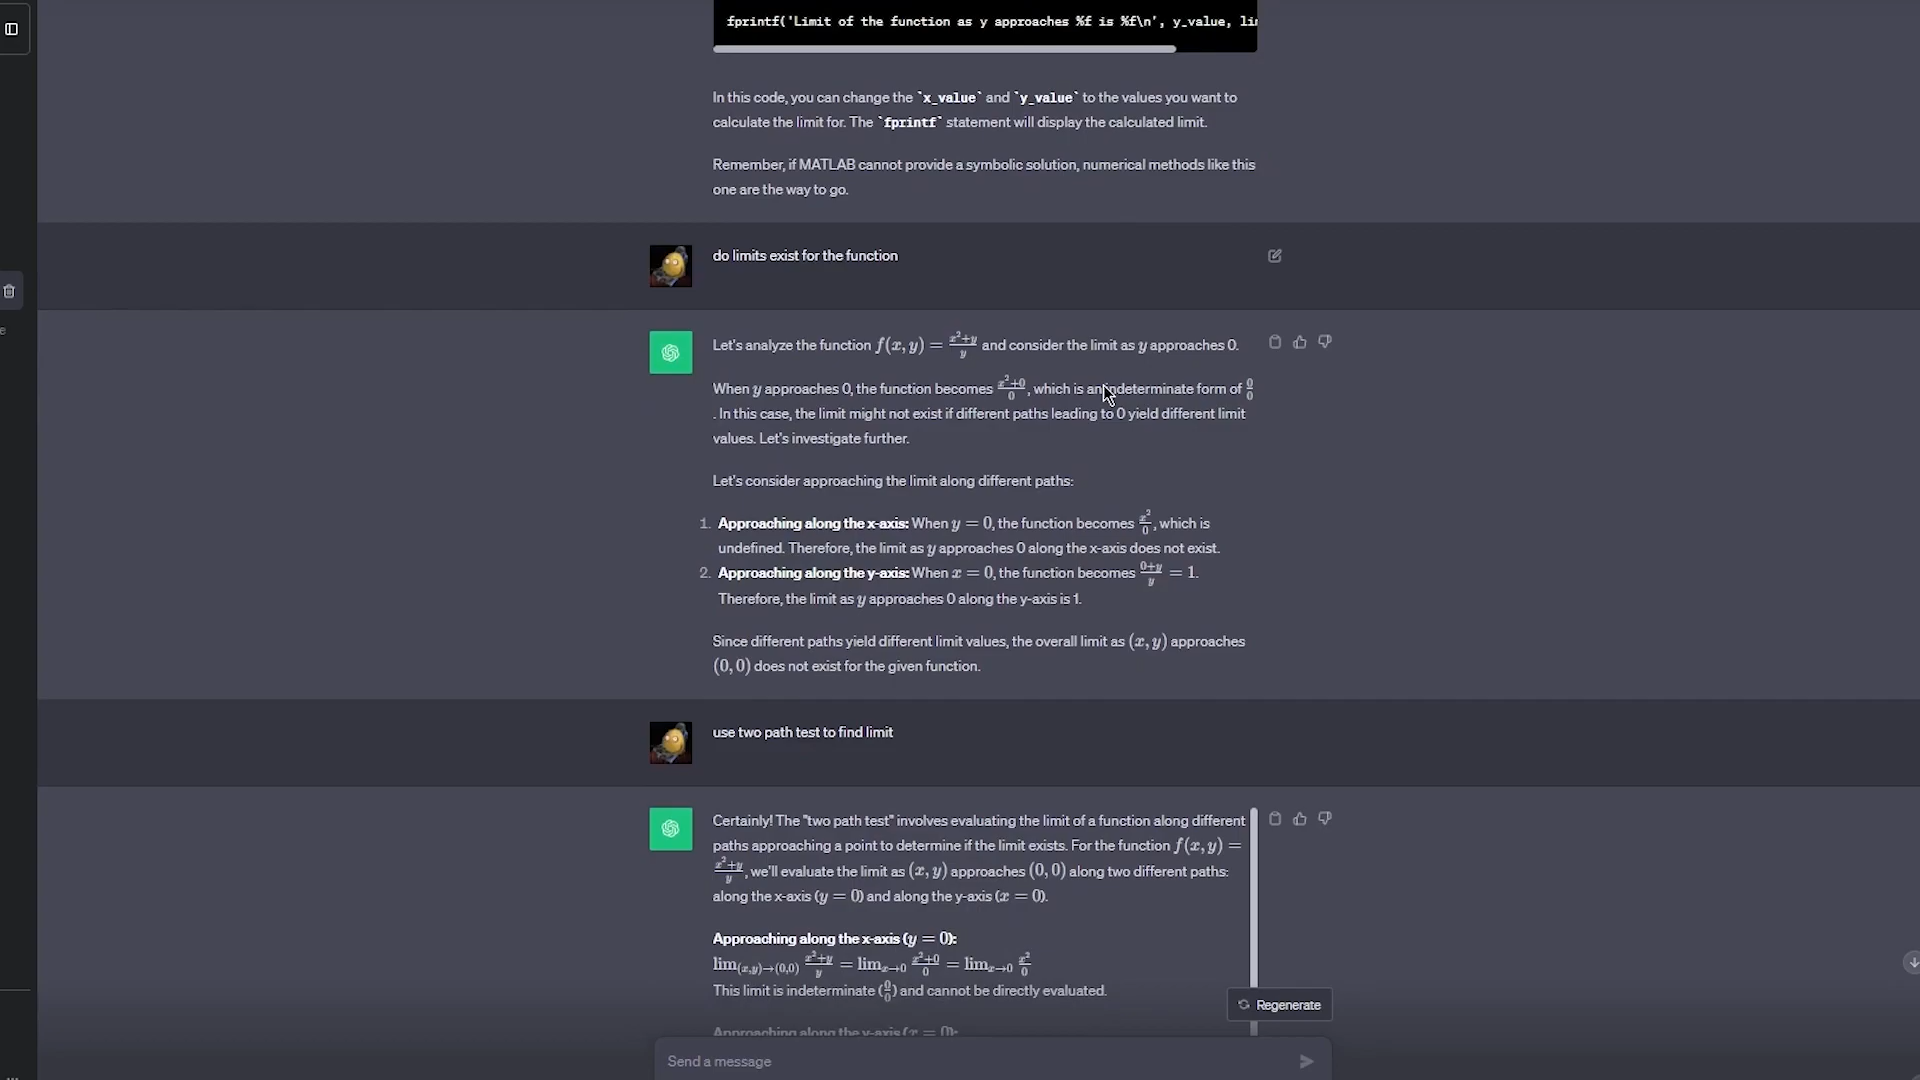 fprintf('Limit of the function as y approaches %f is %f\n', y_value, li
In this code, you can change the `x_value` and `y_value` to the values you want to
calculate the limit for. The `fprintf` statement will display the calculated limit.
Remember, if MATLAB cannot provide a symbolic solution, numerical methods like this
one are the way to go.
do limits exist for the function
Let's analyze the function f(x, y) = (x²+y)/y and consider the limit as y approaches 0.
When y approaches 0, the function becomes (x²+0)/0, which is an indeterminate form of 0/0
. In this case, the limit might not exist if different paths leading to 0 yield different limit
values. Let's investigate further.
Let's consider approaching the limit along different paths:
1. Approaching along the x-axis: When y = 0, the function becomes x²/0, which is
undefined. Therefore, the limit as y approaches 0 along the x-axis does not exist.
2. Approaching along the y-axis: When x = 0, the function becomes (0+y)/y = 1.
Therefore, the limit as y approaches 0 along the y-axis is 1.
Since different paths yield different limit values, the overall limit as (x, y) approaches
(0, 0) does not exist for the given function.
use two path test to find limit
Certainly! The "two path test" involves evaluating the limit of a function along different
paths approaching a point to determine if the limit exists. For the function f(x, y) =
(x²+y)/y, we'll evaluate the limit as (x, y) approaches (0, 0) along two different paths:
along the x-axis (y = 0) and along the y-axis (x = 0).
Approaching along the x-axis (y = 0):
lim(x,y)→(0,0) (x²+y)/y = lim x→0 (x²+0)/0 = lim x→0 x²/0
This limit is indeterminate (0/0) and cannot be directly evaluated.
Regenerate
Approaching along the y-axis (x = 0):
Send a message